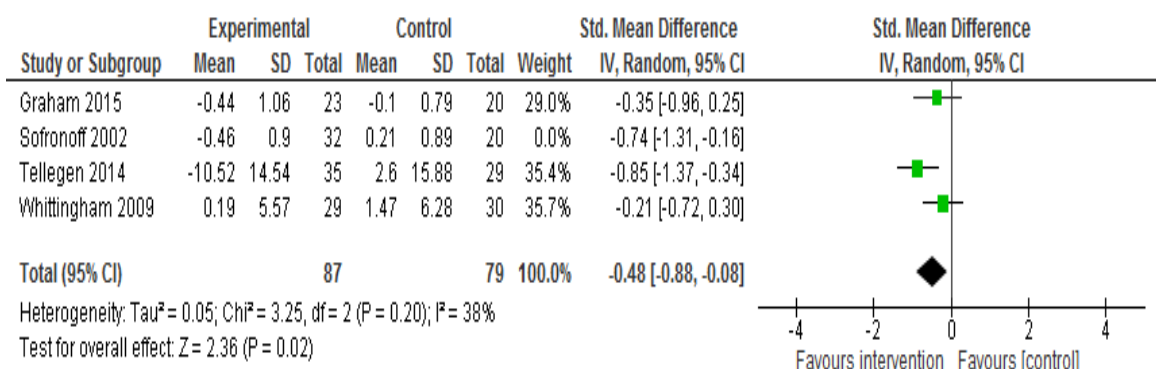 Experimental Control Std. Mean Difference Std. Mean Difference
Study or Subgroup Mean SD Total Mean SD Total Weight IV, Random, 95% CI IV, Random, 95% CI
Graham 2015 -0.44 1.06 23 -0.1 0.79 20 29.0% -0.35 [-0.96, 0.25]
Sofronoff 2002 -0.46 0.9 32 0.21 0.89 20 0.0% -0.74 [-1.31, -0.16]
Tellegen 2014 -10.52 14.54 35 2.6 15.88 29 35.4% -0.85 [-1.37, -0.34]
Whittingham 2009 0.19 5.57 29 1.47 6.28 30 35.7% -0.21 [-0.72, 0.30]
Total (95% CI) 87 79 100.0% -0.48 [-0.88, -0.08]
Heterogeneity: Tau² = 0.05; Chi² = 3.25, df = 2 (P = 0.20); I² = 38%
Test for overall effect: Z = 2.36 (P = 0.02)
-4 -2 0 2 4
Favours intervention Favours [control]